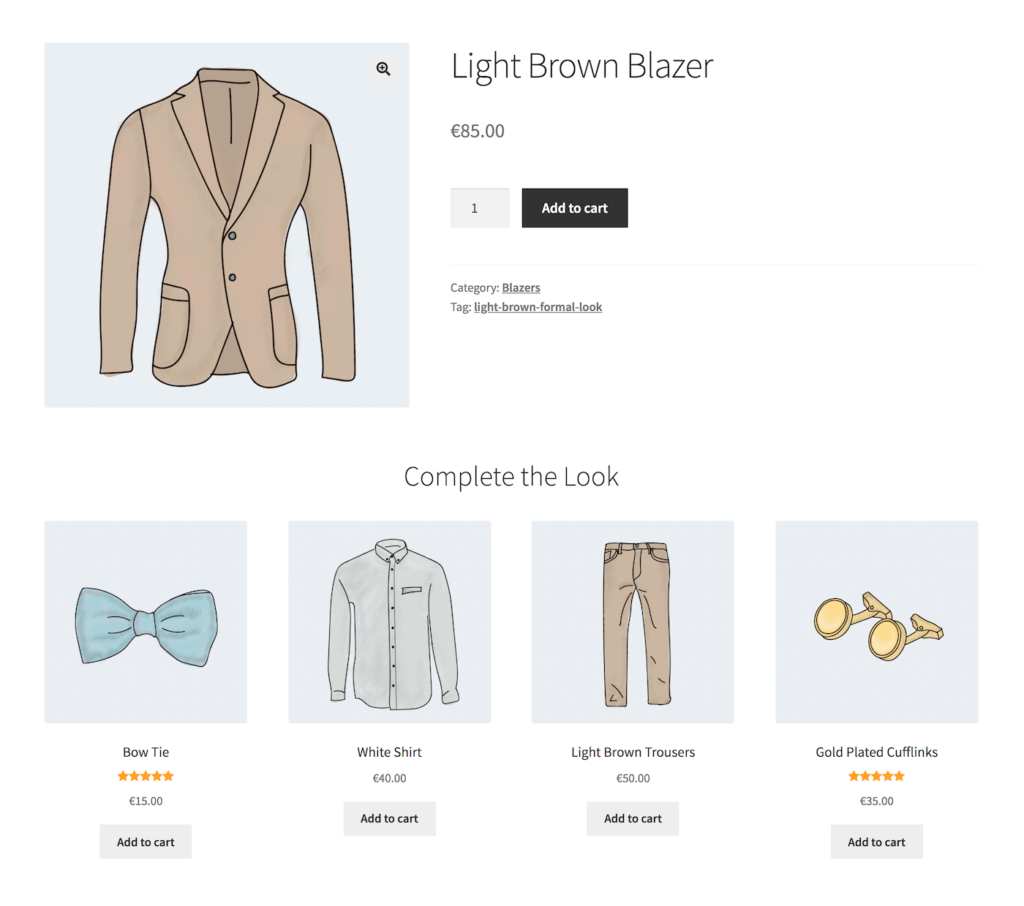 Light Brown Blazer
€85.00
1
Add to cart
Category: Blazers
Tag: light-brown-formal-look
Complete the Look
Bow Tie
€15.00
Add to cart
White Shirt
€40.00
Add to cart
Light Brown Trousers
€50.00
Add to cart
Gold Plated Cufflinks
€35.00
Add to cart